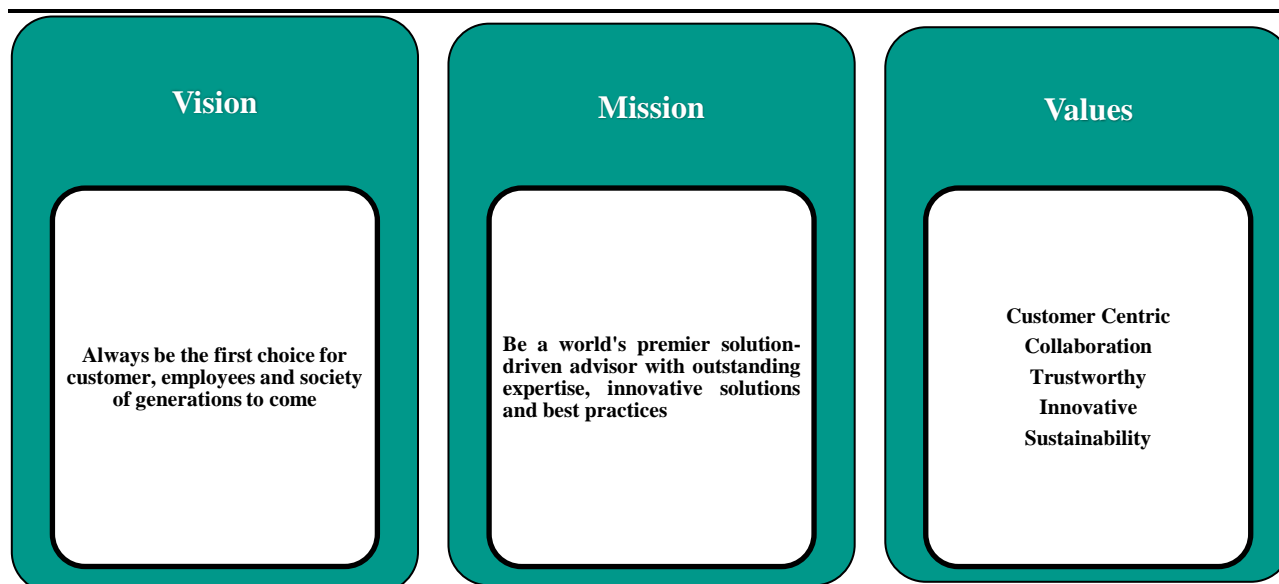 Vision
Always be the first choice for
customer, employees and society
of generations to come
Mission
Be a world's premier solution-
driven advisor with outstanding
expertise, innovative solutions
and best practices
Values
Customer Centric
Collaboration
Trustworthy
Innovative
Sustainability